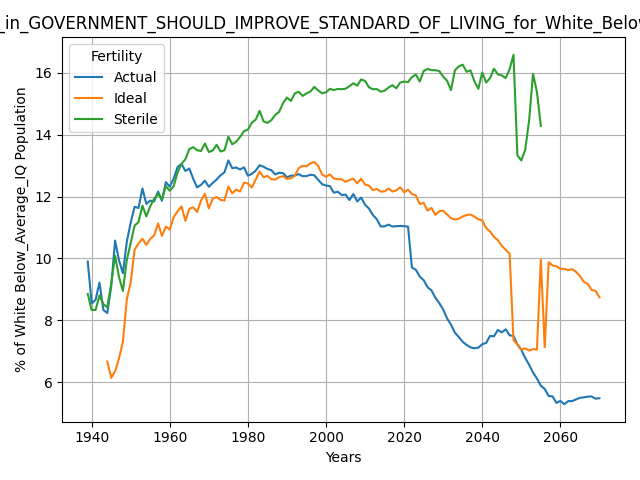 _in_GOVERNMENT_SHOULD_IMPROVE_STANDARD_OF_LIVING_for_White_Below
Fertility
Actual
Ideal
Sterile
% of White Below_Average_IQ Population
16
14
12
10
8
6
1940 1960 1980 2000 2020 2040 2060
Years